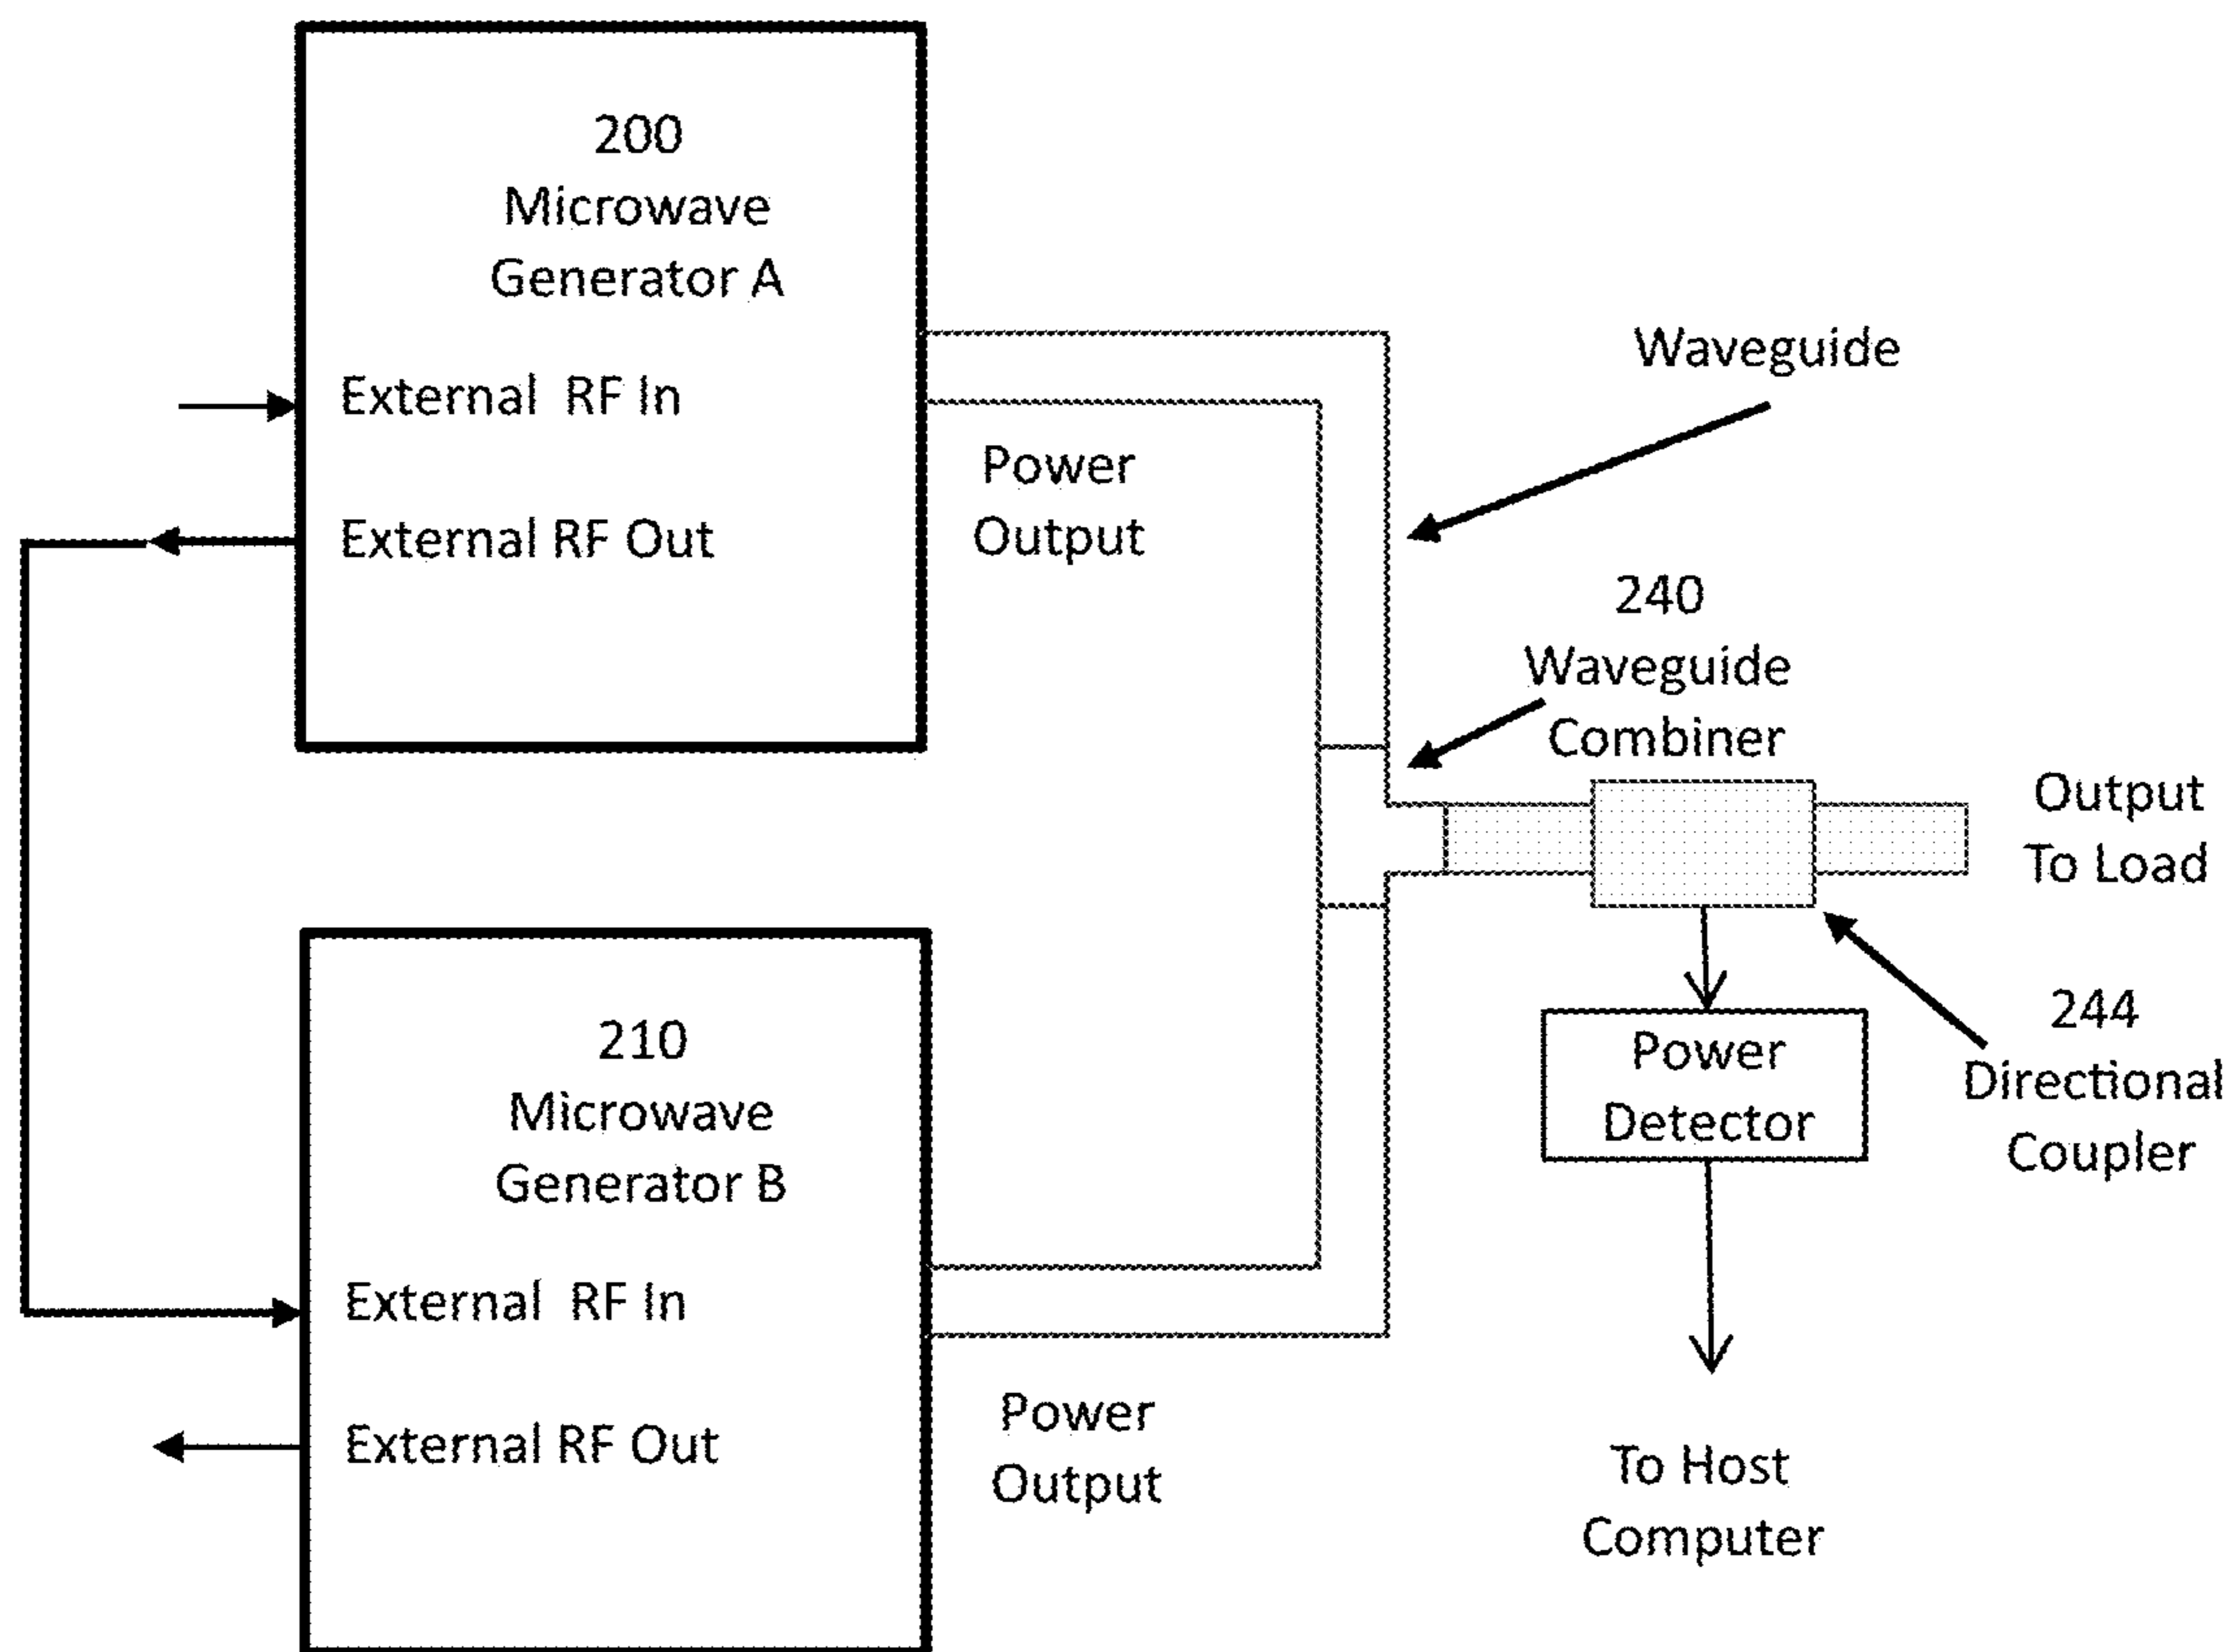 200
Microwave
Generator A
External RF In
External RF Out
Power
Output
Waveguide
240
Waveguide
Combiner
Output
To Load
244
Directional
Coupler
Power
Detector
To Host
Computer
210
Microwave
Generator B
External RF In
External RF Out
Power
Output